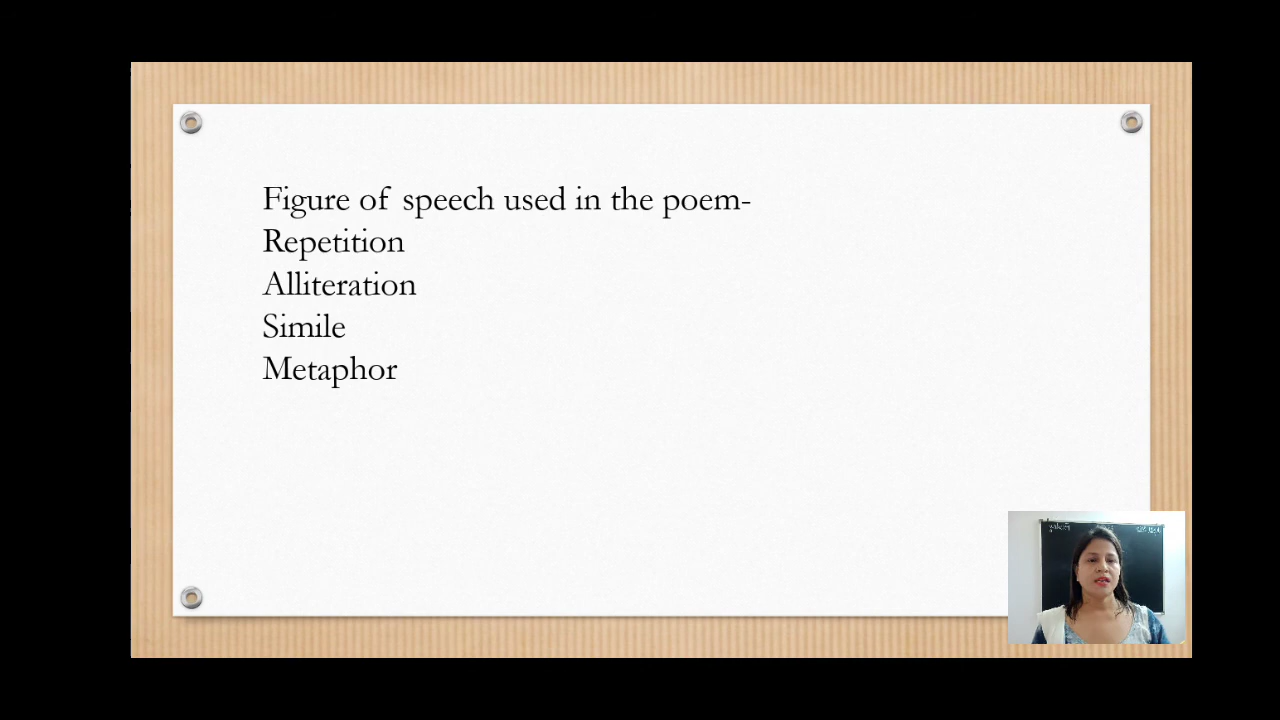 Figure of speech used in the poem-
Repetition
Alliteration
Simile
Metaphor